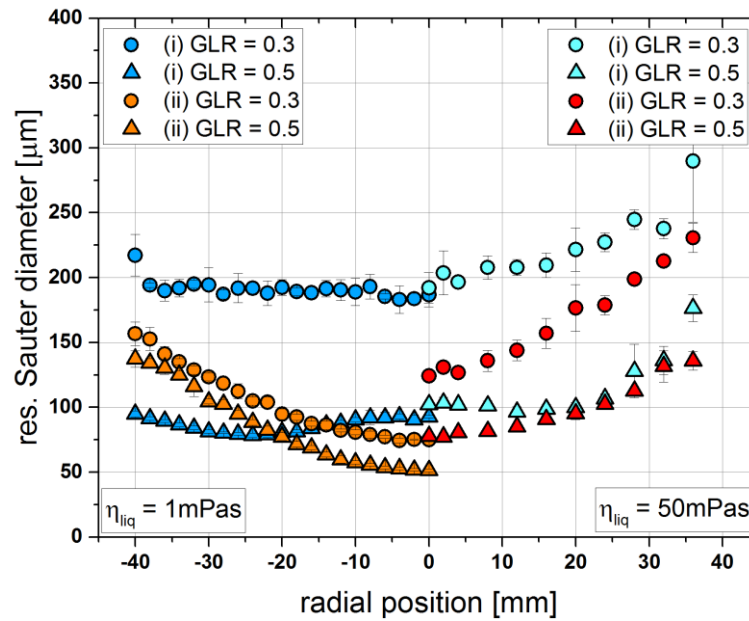 400
350
300
250
200
150
100
50
0
res. Sauter diameter [μm]
(i) GLR = 0.3
(i) GLR = 0.5
(ii) GLR = 0.3
(ii) GLR = 0.5
(i) GLR = 0.3
(i) GLR = 0.5
(ii) GLR = 0.3
(ii) GLR = 0.5
ηliq = 1mPas
ηliq = 50mPas
-40 -30 -20 -10 0 10 20 30 40
radial position [mm]